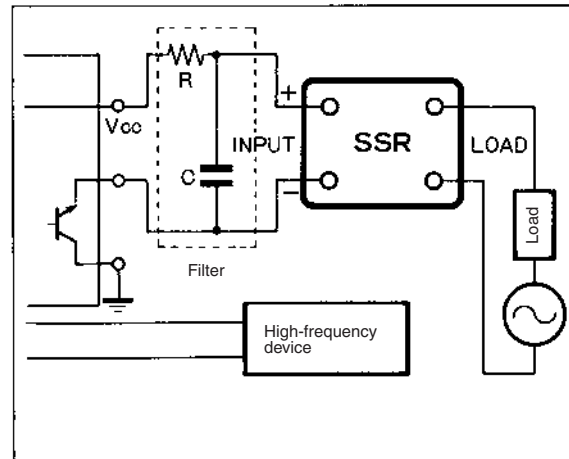 R
Vcc
+
INPUT
SSR
LOAD
C
−
Load
Filter
High-frequency
device